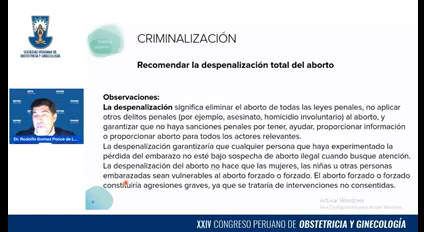 SOCIEDAD PERUANA
DE OBSTETRICIA Y GINECOLOGÍA
CRIMINALIZACIÓN
Recomendar la despenalización total del aborto
Dr. Rodolfo Gomez Ponce de L...
Observaciones:
La despenalización significa eliminar el aborto de todas las leyes penales, no aplicar
otros delitos penales (por ejemplo, asesinato, homicidio involuntario) al aborto, y
garantizar que no haya sanciones penales por tener, ayudar, proporcionar información
o proporcionar aborto para todos los actores relevantes.
La despenalización garantizaría que cualquier persona que haya experimentado la
pérdida del embarazo no esté bajo sospecha de aborto ilegal cuando busque atención.
La despenalización del aborto no hace que las mujeres, las niñas u otras personas
embarazadas sean vulnerables al aborto forzado o forzado. El aborto forzado o forzado
constituiría agresiones graves, ya que se trataría de intervenciones no consentidas.
Activar Windows
XXIV CONGRESO PERUANO DE OBSTETRICIA Y GINECOLOGÍA